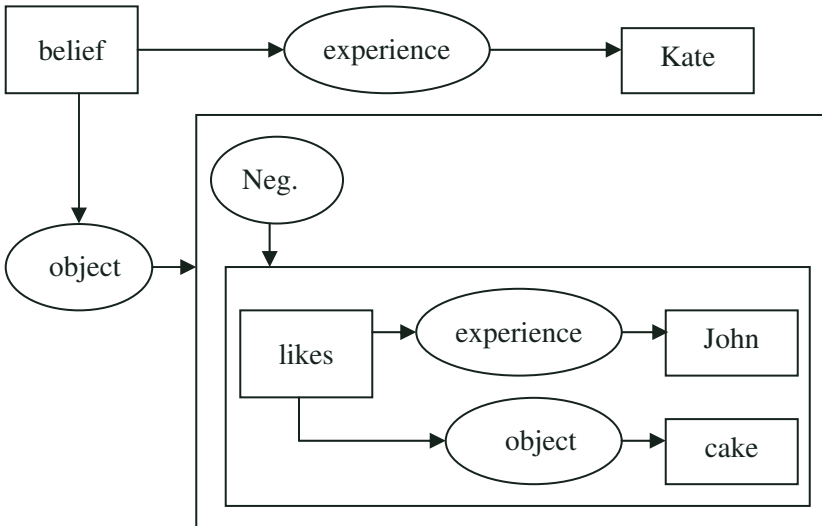 belief
experience
Kate
Neg.
object
likes
experience
John
object
cake